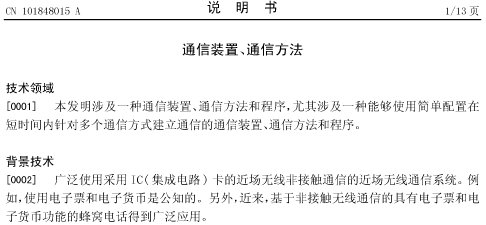 CN 101848015 A
说 明 书
1/13 页
通信装置、通信方法
技术领域
[0001] 本发明涉及一种通信装置、通信方法和程序，尤其涉及一种能够使用简单配置在
短时间内针对多个通信方式建立通信的通信装置、通信方法和程序。
背景技术
[0002] 广泛使用采用 IC(集成电路) 卡的近场无线非接触通信的近场无线通信系统。例
如，使用电子票和电子货币是公知的。另外，近来，基于非接触无线通信的具有电子票和电
子货币功能的蜂窝电话得到广泛应用。